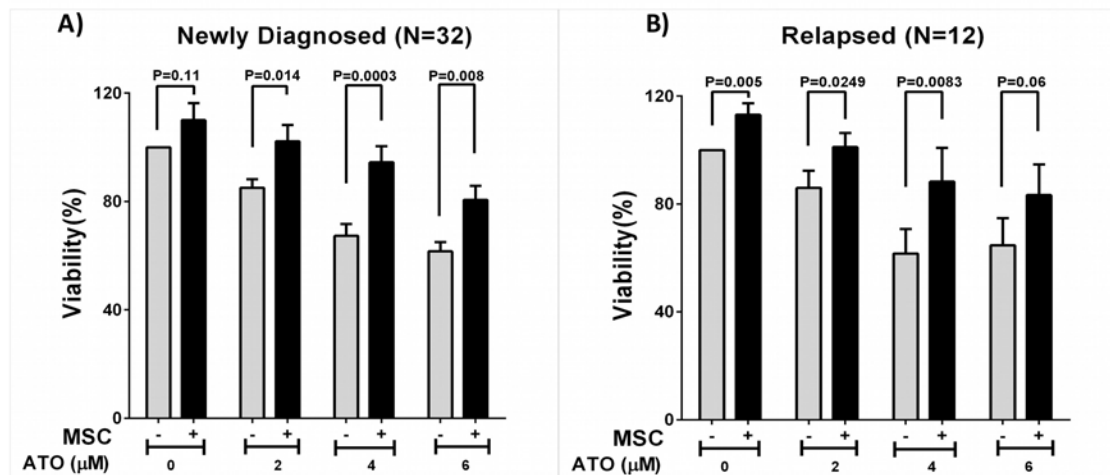 A)
Newly Diagnosed (N=32)
P=0.11 P=0.014 P=0.0003 P=0.008
120
80
40
0
Viability(%)
MSC - + - + - + - +
ATO (μM) 0 2 4 6
B)
Relapsed (N=12)
P=0.005 P=0.0249 P=0.0083 P=0.06
120
80
40
0
Viability(%)
MSC - + - + - + - +
ATO (μM) 0 2 4 6